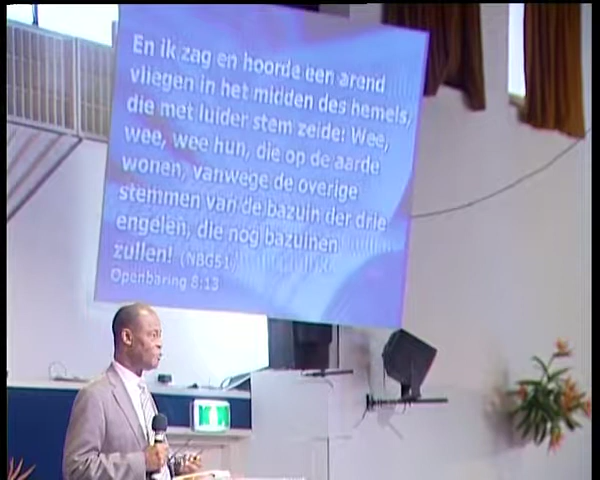 En ik zag en hoorde een arend
vliegen in het midden des hemels,
die met luider stem zeide: Wee,
wee, wee hun, die op de aarde
wonen, vanwege de overige
stemmen van de bazuin der drie
engelen, die nog bazuinen
zullen! (NBG51)
Openbaring 8:13